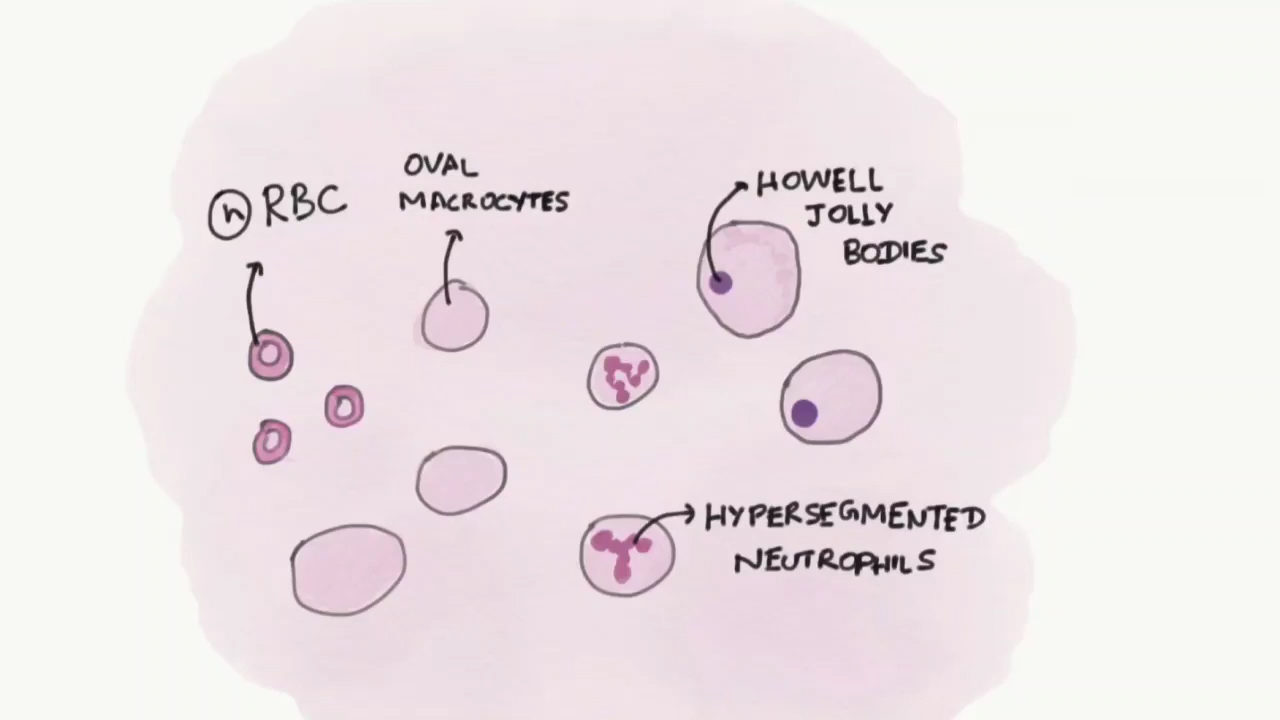 ⓝ RBC
OVAL
MACROCYTES
HOWELL
JOLLY
BODIES
HYPERSEGMENTED
NEUTROPHILS